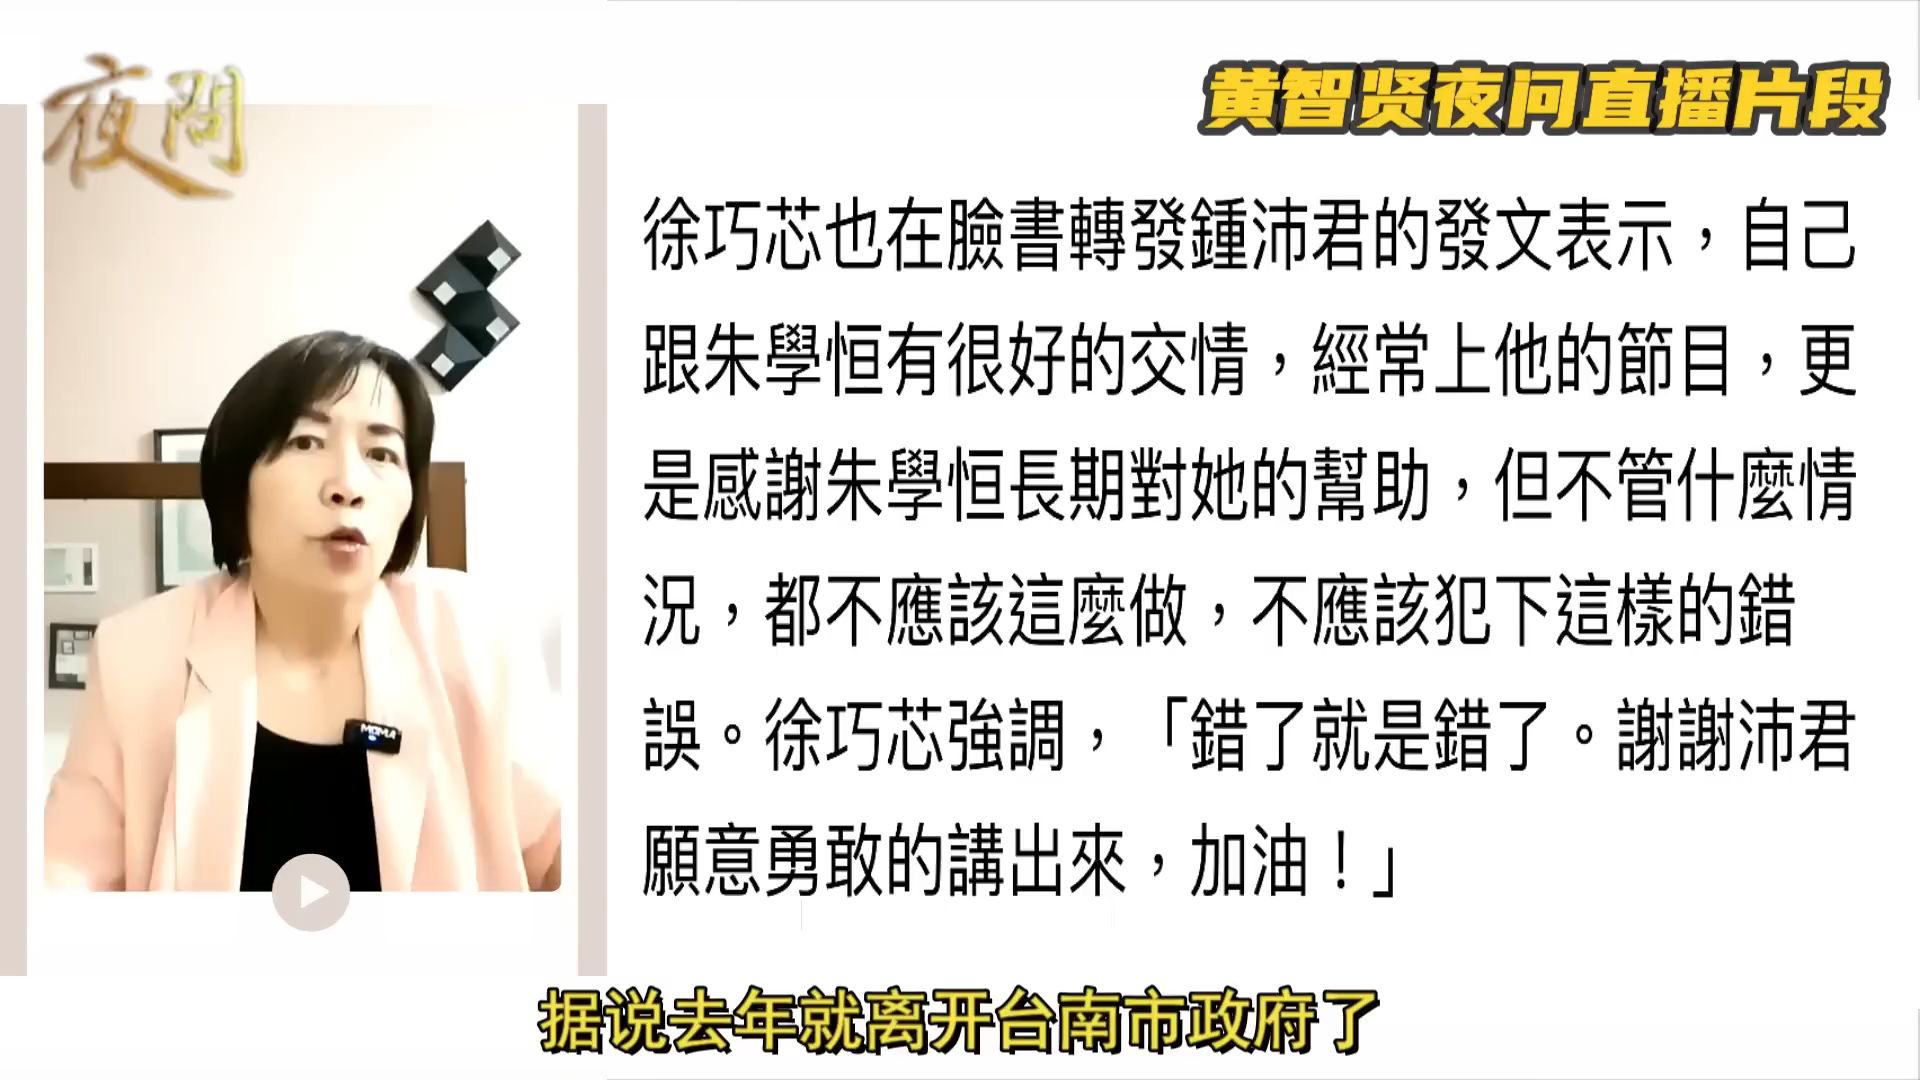 夜問
黄智贤夜问直播片段
徐巧芯也在臉書轉發鍾沛君的發文表示，自己
跟朱學恒有很好的交情，經常上他的節目，更
是感謝朱學恒長期對她的幫助，但不管什麼情
況，都不應該這麼做，不應該犯下這樣的錯
誤。徐巧芯強調，「錯了就是錯了。謝謝沛君
願意勇敢的講出來，加油！」
MOMA
据说去年就离开台南市政府了